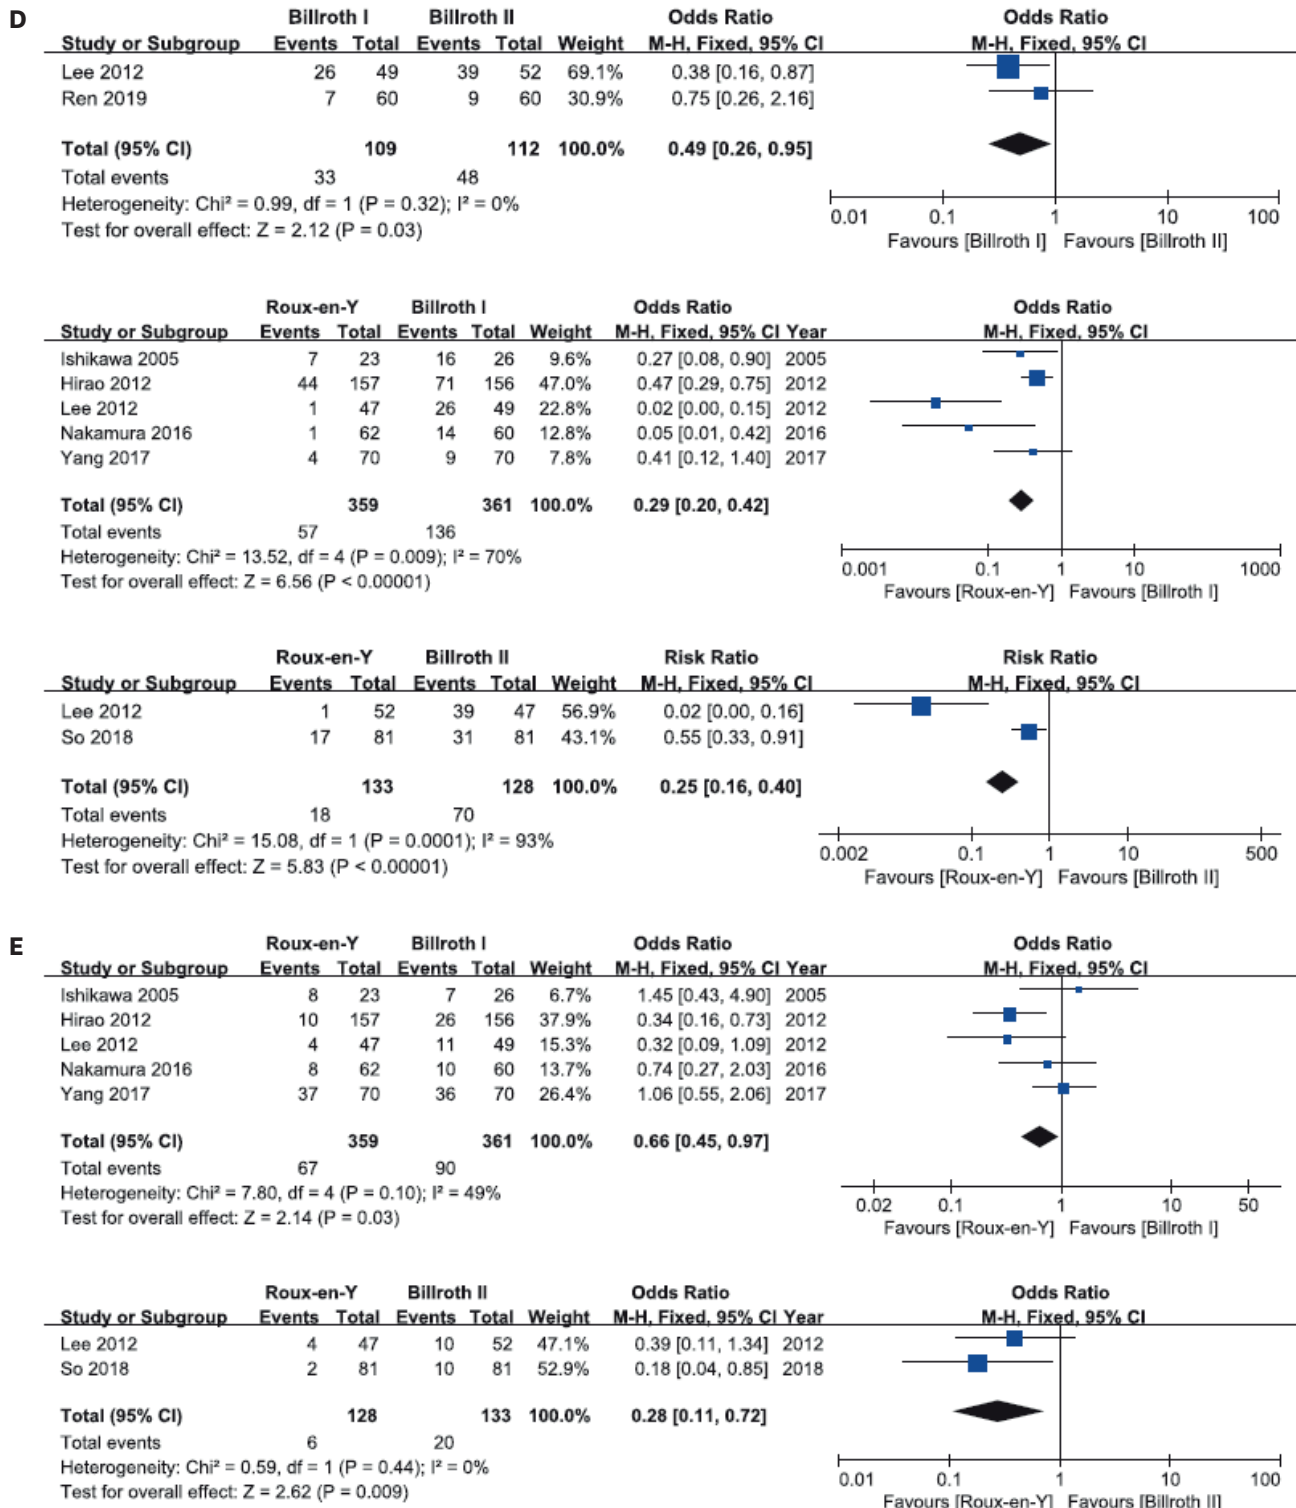 D
Billroth I Billroth II Odds Ratio Odds Ratio
Study or Subgroup Events Total Events Total Weight M-H, Fixed, 95% CI M-H, Fixed, 95% CI
Lee 2012 26 49 39 52 69.1% 0.38 [0.16, 0.87]
Ren 2019 7 60 9 60 30.9% 0.75 [0.26, 2.16]
Total (95% CI) 109 112 100.0% 0.49 [0.26, 0.95]
Total events 33 48
Heterogeneity: Chi² = 0.99, df = 1 (P = 0.32); I² = 0%
Test for overall effect: Z = 2.12 (P = 0.03)
0.01 0.1 1 10 100
Favours [Billroth I] Favours [Billroth II]
Roux-en-Y Billroth I Odds Ratio Odds Ratio
Study or Subgroup Events Total Events Total Weight M-H, Fixed, 95% CI Year M-H, Fixed, 95% CI
Ishikawa 2005 7 23 16 26 9.6% 0.27 [0.08, 0.90] 2005
Hirao 2012 44 157 71 156 47.0% 0.47 [0.29, 0.75] 2012
Lee 2012 1 47 26 49 22.8% 0.02 [0.00, 0.15] 2012
Nakamura 2016 1 62 14 60 12.8% 0.05 [0.01, 0.42] 2016
Yang 2017 4 70 9 70 7.8% 0.41 [0.12, 1.40] 2017
Total (95% CI) 359 361 100.0% 0.29 [0.20, 0.42]
Total events 57 136
Heterogeneity: Chi² = 13.52, df = 4 (P = 0.009); I² = 70%
Test for overall effect: Z = 6.56 (P < 0.00001)
0.001 0.1 1 10 1000
Favours [Roux-en-Y] Favours [Billroth I]
Roux-en-Y Billroth II Risk Ratio Risk Ratio
Study or Subgroup Events Total Events Total Weight M-H, Fixed, 95% CI M-H, Fixed, 95% CI
Lee 2012 1 52 39 47 56.9% 0.02 [0.00, 0.16]
So 2018 17 81 31 81 43.1% 0.55 [0.33, 0.91]
Total (95% CI) 133 128 100.0% 0.25 [0.16, 0.40]
Total events 18 70
Heterogeneity: Chi² = 15.08, df = 1 (P = 0.0001); I² = 93%
Test for overall effect: Z = 5.83 (P < 0.00001)
0.002 0.1 1 10 500
Favours [Roux-en-Y] Favours [Billroth II]
E
Roux-en-Y Billroth I Odds Ratio Odds Ratio
Study or Subgroup Events Total Events Total Weight M-H, Fixed, 95% CI Year M-H, Fixed, 95% CI
Ishikawa 2005 8 23 7 26 6.7% 1.45 [0.43, 4.90] 2005
Hirao 2012 10 157 26 156 37.9% 0.34 [0.16, 0.73] 2012
Lee 2012 4 47 11 49 15.3% 0.32 [0.09, 1.09] 2012
Nakamura 2016 8 62 10 60 13.7% 0.74 [0.27, 2.03] 2016
Yang 2017 37 70 36 70 26.4% 1.06 [0.55, 2.06] 2017
Total (95% CI) 359 361 100.0% 0.66 [0.45, 0.97]
Total events 67 90
Heterogeneity: Chi² = 7.80, df = 4 (P = 0.10); I² = 49%
Test for overall effect: Z = 2.14 (P = 0.03)
0.02 0.1 1 10 50
Favours [Roux-en-Y] Favours [Billroth I]
Roux-en-Y Billroth II Odds Ratio Odds Ratio
Study or Subgroup Events Total Events Total Weight M-H, Fixed, 95% CI Year M-H, Fixed, 95% CI
Lee 2012 4 47 10 52 47.1% 0.39 [0.11, 1.34] 2012
So 2018 2 81 10 81 52.9% 0.18 [0.04, 0.85] 2018
Total (95% CI) 128 133 100.0% 0.28 [0.11, 0.72]
Total events 6 20
Heterogeneity: Chi² = 0.59, df = 1 (P = 0.44); I² = 0%
Test for overall effect: Z = 2.62 (P = 0.009)
0.01 0.1 1 10 100
Favours [Roux-en-Y] Favours [Billroth II]